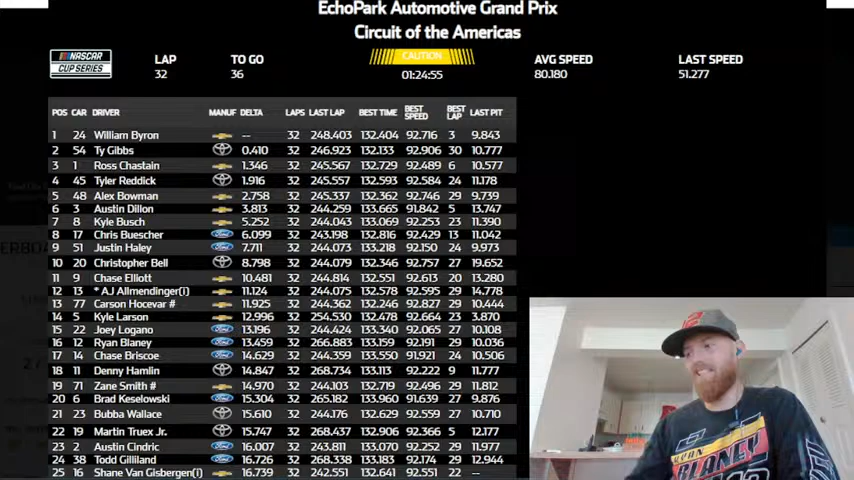 EchoPark Automotive Grand Prix
Circuit of the Americas
NASCAR CUP SERIES
LAP TO GO CAUTION AVG SPEED LAST SPEED
32 36 01:24:55 80.180 51.277
POS CAR DRIVER MANUF DELTA LAPS LAST LAP BEST TIME BEST SPEED BEST LAP LAST PIT
1 24 William Byron -- 32 248.403 132.404 92.716 3 9.843
2 54 Ty Gibbs 0.410 32 246.923 132.133 92.906 30 10.777
3 1 Ross Chastain 1.346 32 245.567 132.729 92.489 6 10.577
4 45 Tyler Reddick 1.916 32 245.557 132.593 92.584 24 11.178
5 48 Alex Bowman 2.758 32 245.337 132.362 92.746 29 9.739
6 3 Austin Dillon 3.813 32 244.259 133.665 91.842 5 13.747
7 8 Kyle Busch 5.252 32 244.043 133.069 92.253 23 11.390
8 17 Chris Buescher 6.099 32 243.198 132.816 92.429 13 11.042
9 51 Justin Haley 7.711 32 244.073 133.218 92.150 24 9.973
10 20 Christopher Bell 8.798 32 244.079 132.346 92.757 27 19.652
11 9 Chase Elliott 10.481 32 244.814 132.551 92.613 20 13.280
12 13 * AJ Allmendinger(i) 11.124 32 244.075 132.578 92.595 29 14.778
13 77 Carson Hocevar # 11.925 32 244.362 132.246 92.827 29 10.444
14 5 Kyle Larson 12.996 32 254.530 132.478 92.664 23 3.870
15 22 Joey Logano 13.196 32 244.424 133.340 92.065 27 10.108
16 12 Ryan Blaney 13.459 32 266.883 133.159 92.191 29 10.036
17 14 Chase Briscoe 14.629 32 244.359 133.550 91.921 24 10.506
18 11 Denny Hamlin 14.847 32 268.734 133.113 92.222 9 11.777
19 71 Zane Smith # 14.970 32 244.103 132.719 92.496 29 11.812
20 6 Brad Keselowski 15.304 32 265.182 133.960 91.639 27 9.876
21 23 Bubba Wallace 15.610 32 244.176 132.629 92.559 27 10.710
22 19 Martin Truex Jr. 15.747 32 268.437 132.906 92.366 5 12.177
23 2 Austin Cindric 16.007 32 243.811 133.070 92.252 29 11.977
24 38 Todd Gilliland 16.726 32 268.338 133.183 92.174 29 12.944
25 16 Shane Van Gisbergen(i) 16.739 32 242.551 132.641 92.551 22 --
BLANEY